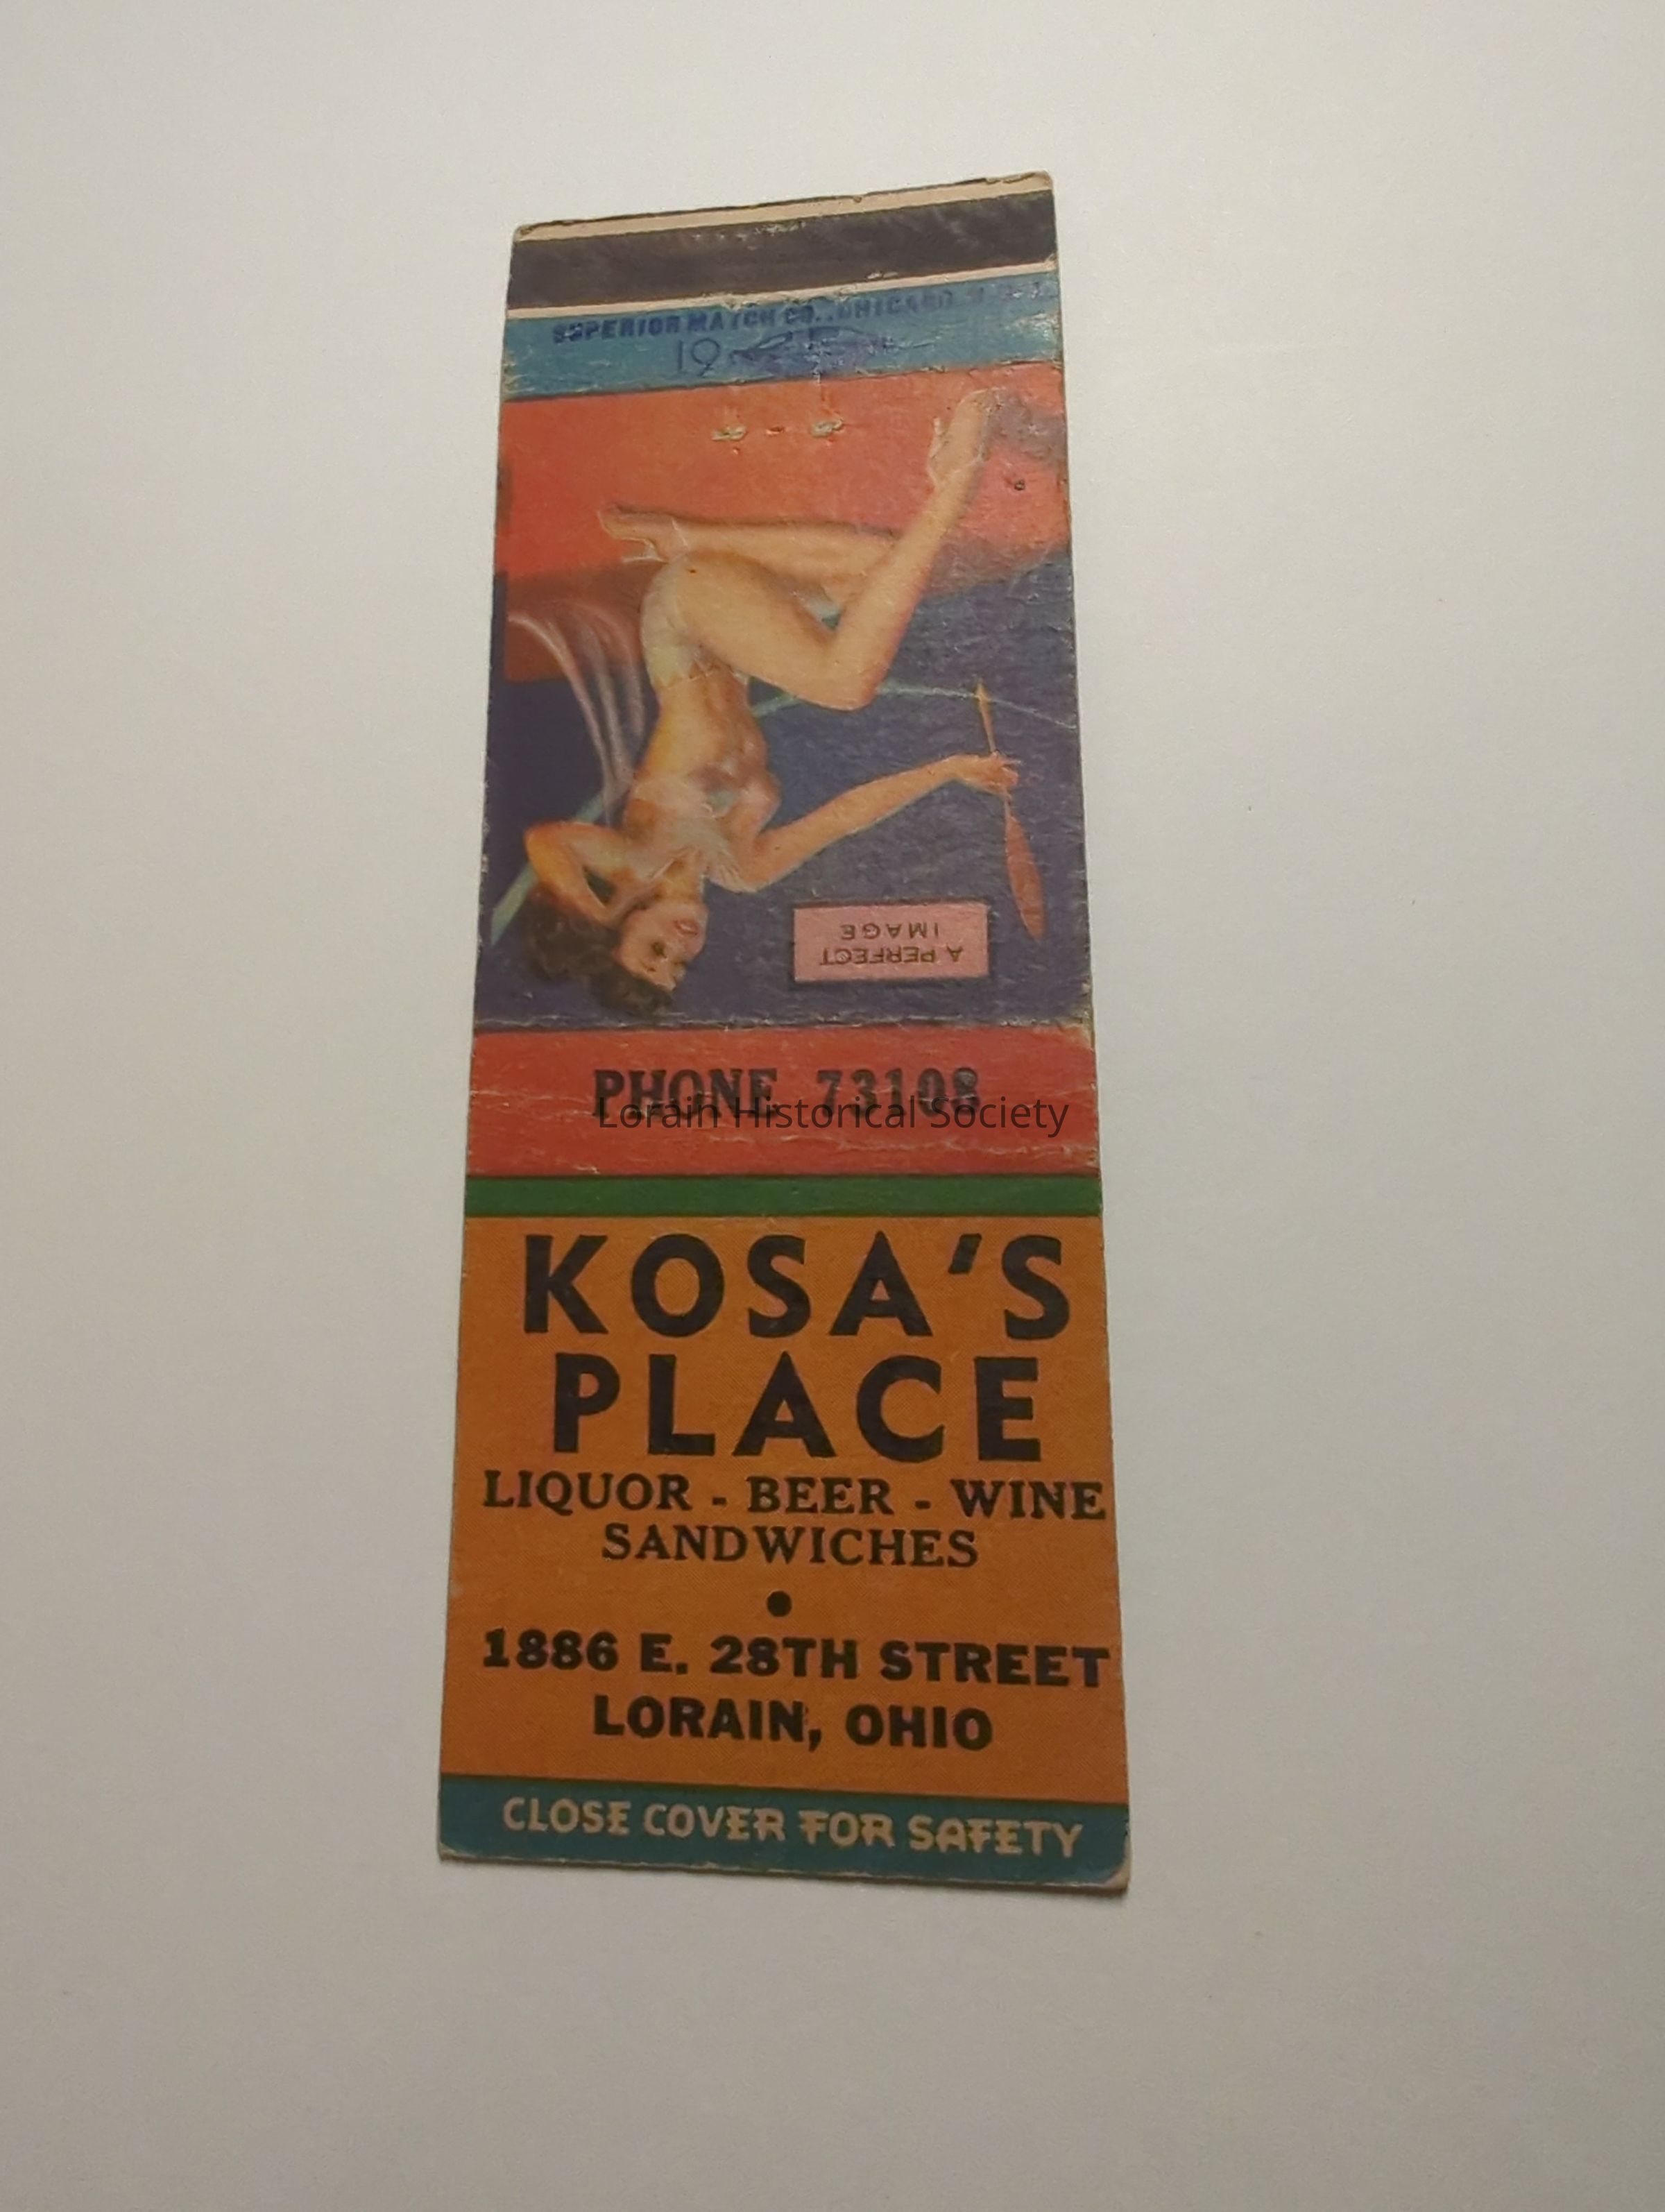 SUPERIOR MATCH CO., CHICAGO U.S.A.
19
A PERFECT
IMAGE
PHONE 73108
Lorain Historical Society
KOSA'S
PLACE
LIQUOR - BEER - WINE
SANDWICHES
•
1886 E. 28TH STREET
LORAIN, OHIO
CLOSE COVER FOR SAFETY